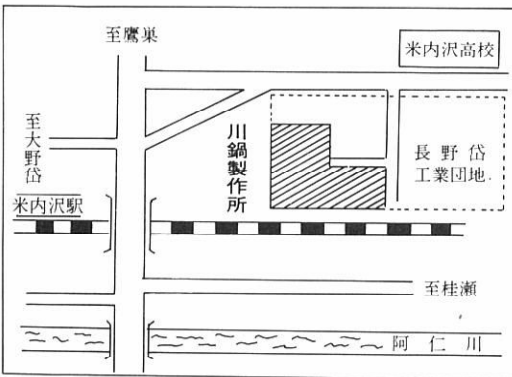 至鷹巣
米内沢高校
至大野岱
川鍋製作所
長野岱
工業団地
米内沢駅
至桂瀬
阿仁川